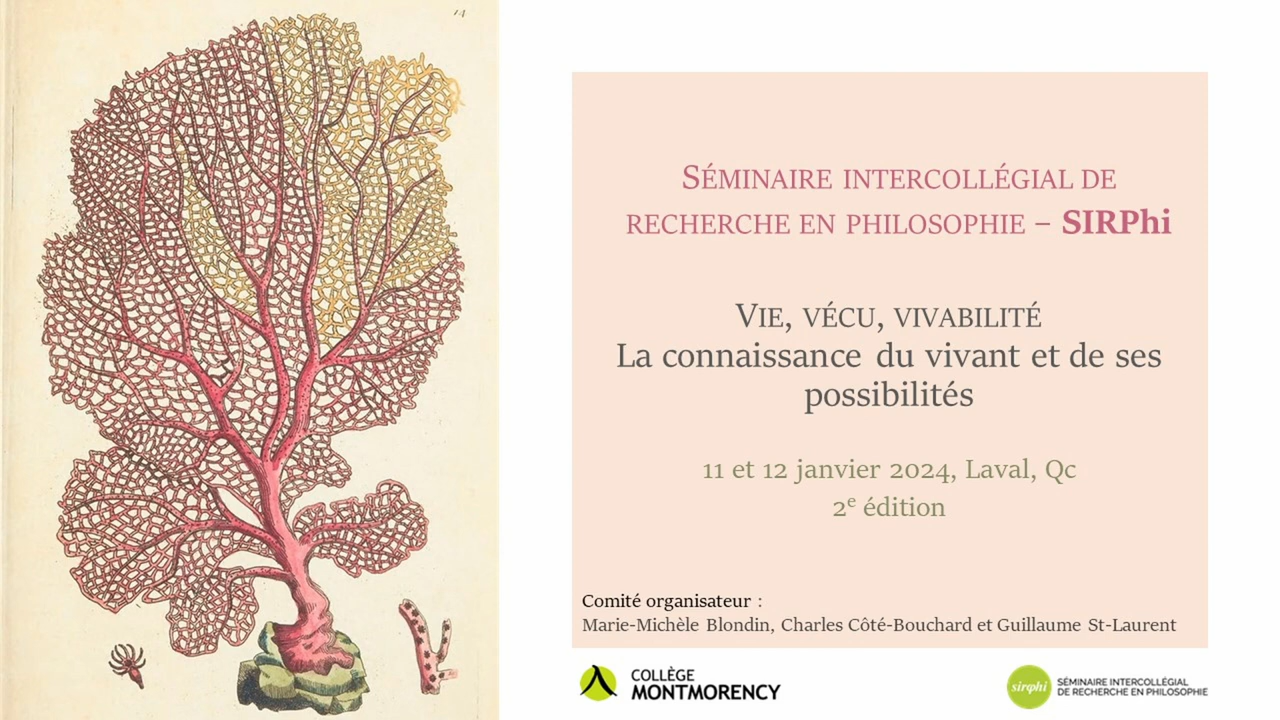 14
SÉMINAIRE INTERCOLLÉGIAL DE
RECHERCHE EN PHILOSOPHIE – SIRPhi
VIE, VÉCU, VIVABILITÉ
La connaissance du vivant et de ses
possibilités
11 et 12 janvier 2024, Laval, Qc
2e édition
Comité organisateur :
Marie-Michèle Blondin, Charles Côté-Bouchard et Guillaume St-Laurent
COLLÈGE
MONTMORENCY
sirphi
SÉMINAIRE INTERCOLLÉGIAL
DE RECHERCHE EN PHILOSOPHIE